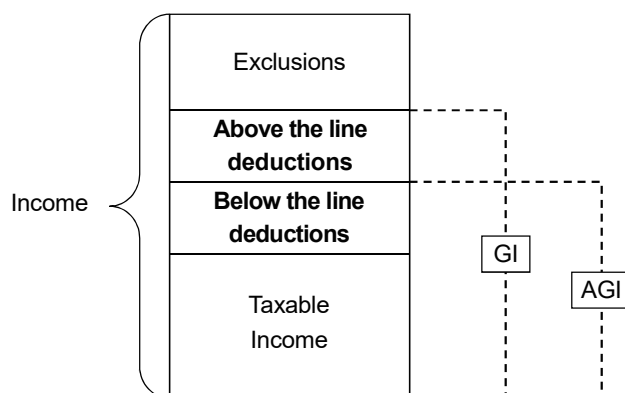 Exclusions
Above the line
deductions
Below the line
deductions
Income
GI
AGI
Taxable
Income